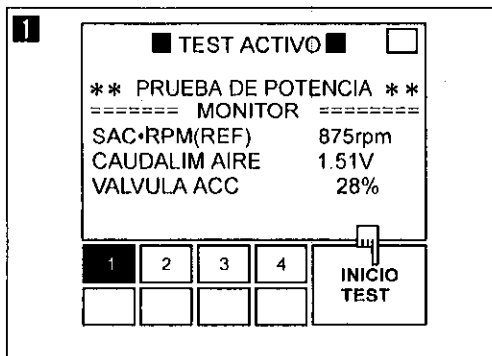 1
■ TEST ACTIVO ■
** PRUEBA DE POTENCIA **
======= MONITOR ========
SAC•RPM(REF) 875rpm
CAUDALIM AIRE 1.51V
VALVULA ACC 28%
1 2 3 4
INICIO
TEST